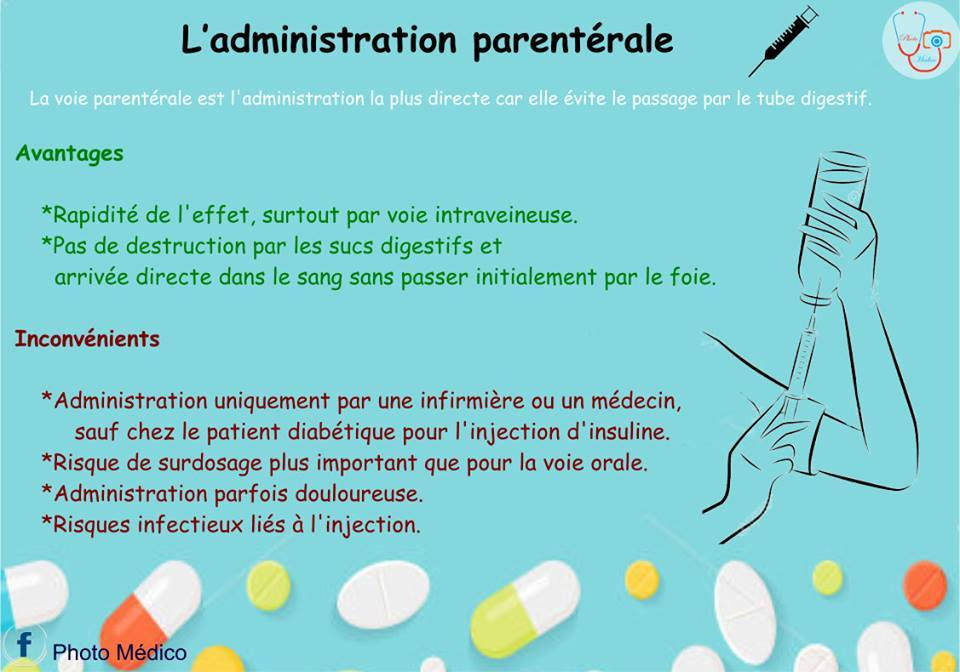 L'administration parentérale
Photo
Médico
La voie parentérale est l'administration la plus directe car elle évite le passage par le tube digestif.
Avantages
*Rapidité de l'effet, surtout par voie intraveineuse.
*Pas de destruction par les sucs digestifs et
arrivée directe dans le sang sans passer initialement par le foie.
Inconvénients
*Administration uniquement par une infirmière ou un médecin,
sauf chez le patient diabétique pour l'injection d'insuline.
*Risque de surdosage plus important que pour la voie orale.
*Administration parfois douloureuse.
*Risques infectieux liés à l'injection.
f Photo Médico